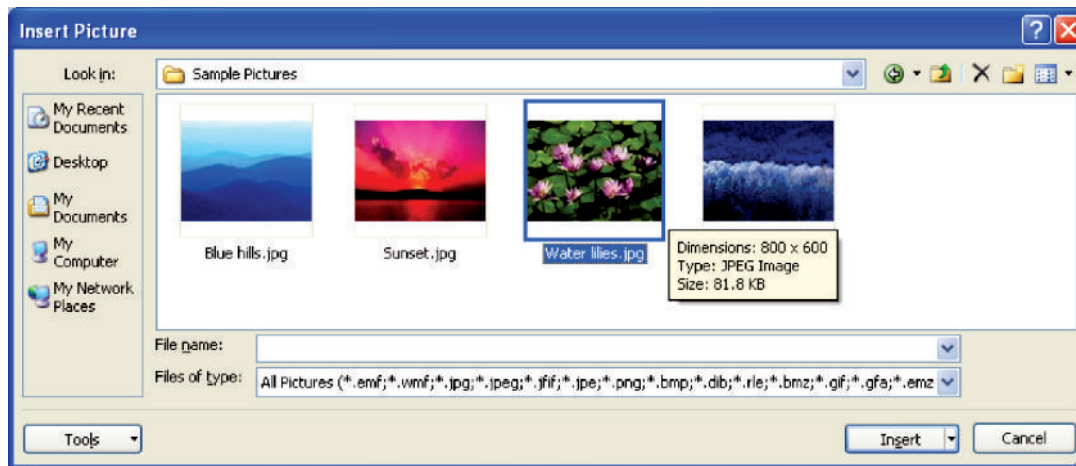 Insert Picture
Look in:
Sample Pictures
My Recent
Documents
Desktop
My
Documents
My
Computer
My Network
Places
Blue hills.jpg
Sunset.jpg
Water lilies.jpg
Dimensions: 800 x 600
Type: JPEG Image
Size: 81.8 KB
File name:
Files of type:
All Pictures (*.emf;*.wmf;*.jpg;*.jpeg;*.jfif;*.jpe;*.png;*.bmp;*.dib;*.rle;*.bmz;*.gif;*.gfa;*.emz
Tools
Insert
Cancel